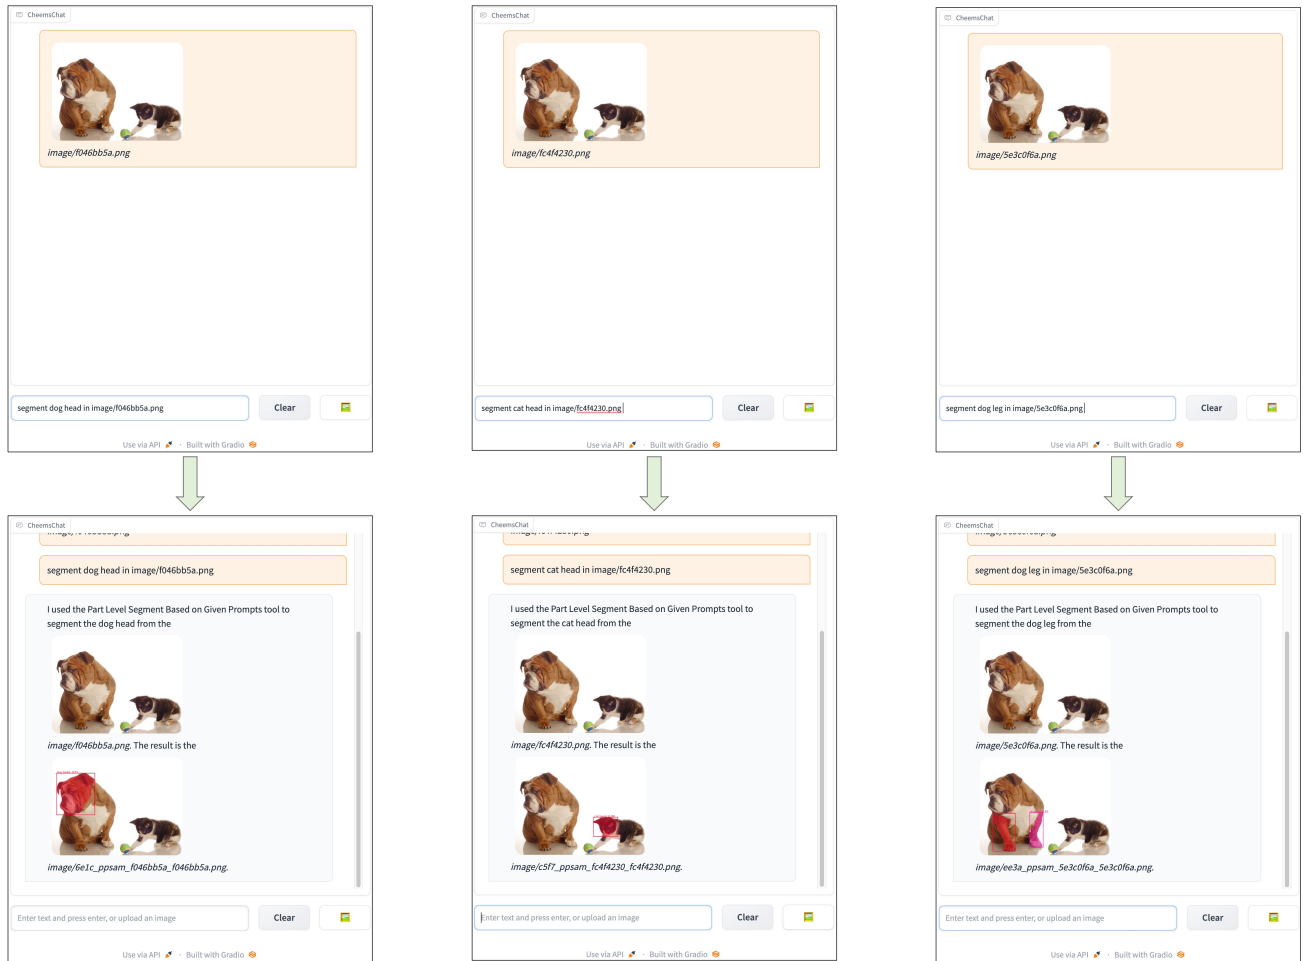 CheemsChat
image/f046bb5a.png
segment dog head in image/f046bb5a.png
Clear
Use via API · Built with Gradio
CheemsChat
image/fc4f4230.png
segment cat head in image/fc4f4230.png
Clear
Use via API · Built with Gradio
CheemsChat
image/5e3c0f6a.png
segment dog leg in image/5e3c0f6a.png
Clear
Use via API · Built with Gradio
CheemsChat
segment dog head in image/f046bb5a.png
I used the Part Level Segment Based on Given Prompts tool to
segment the dog head from the
image/f046bb5a.png. The result is the
image/6e1c_ppsam_f046bb5a_f046bb5a.png.
Enter text and press enter, or upload an image
Clear
Use via API · Built with Gradio
CheemsChat
segment cat head in image/fc4f4230.png
I used the Part Level Segment Based on Given Prompts tool to
segment the cat head from the
image/fc4f4230.png. The result is the
image/c5f7_ppsam_fc4f4230_fc4f4230.png.
Enter text and press enter, or upload an image
Clear
Use via API · Built with Gradio
CheemsChat
segment dog leg in image/5e3c0f6a.png
I used the Part Level Segment Based on Given Prompts tool to
segment the dog leg from the
image/5e3c0f6a.png. The result is the
image/ee3a_ppsam_5e3c0f6a_5e3c0f6a.png.
Enter text and press enter, or upload an image
Clear
Use via API · Built with Gradio